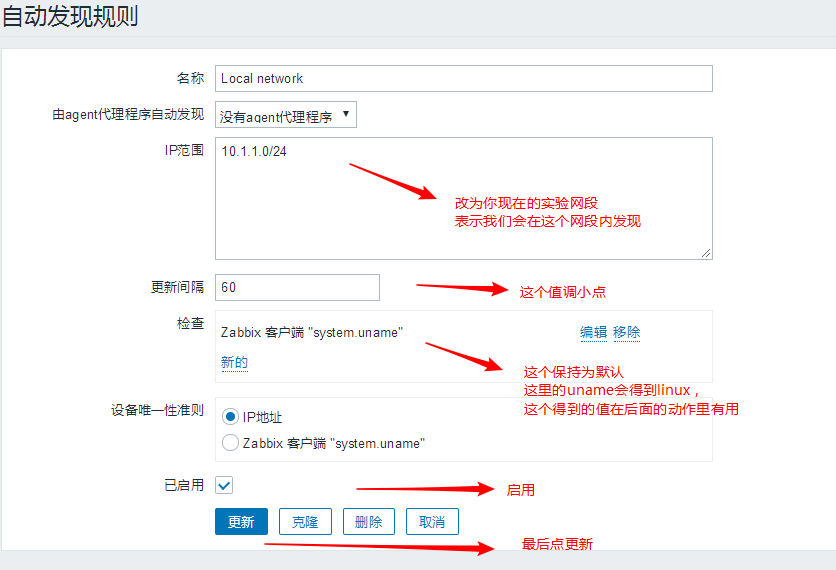 自动发现规则
名称 Local network
由agent代理程序自动发现 没有agent代理程序
IP范围 10.1.1.0/24
改为你现在的实验网段
表示我们会在这个网段内发现
更新间隔 60
这个值调小点
检查 Zabbix 客户端 "system.uname" 编辑 移除
新的
这个保持为默认
这里的uname会得到linux，
这个得到的值在后面的动作里有用
设备唯一性准则 IP地址
Zabbix 客户端 "system.uname"
已启用 启用
更新 克隆 删除 取消
最后点更新